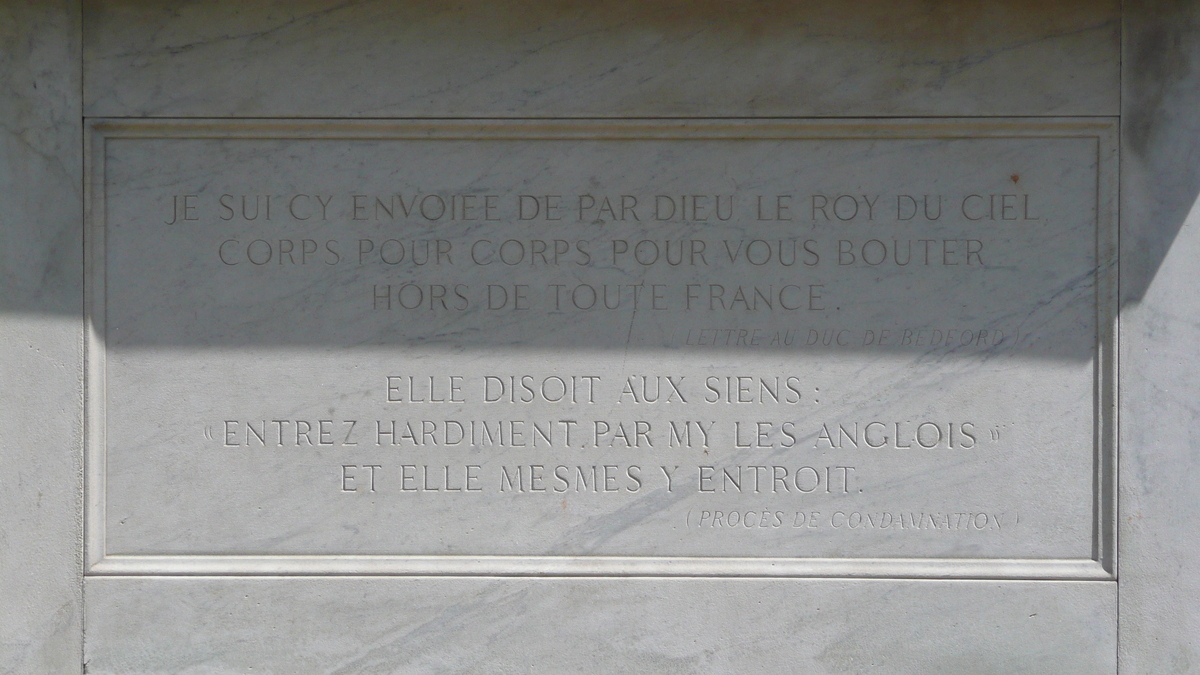 JE SUI CY ENVOIEE DE PAR DIEU LE ROY DU CIEL,
CORPS POUR CORPS POUR VOUS BOUTER
HORS DE TOUTE FRANCE.
(LETTRE AU DUC DE BEDFORD)
ELLE DISOIT AUX SIENS :
« ENTREZ HARDIMENT PAR MY LES ANGLOIS »
ET ELLE MESMES Y ENTROIT.
(PROCÈS DE CONDAMNATION)